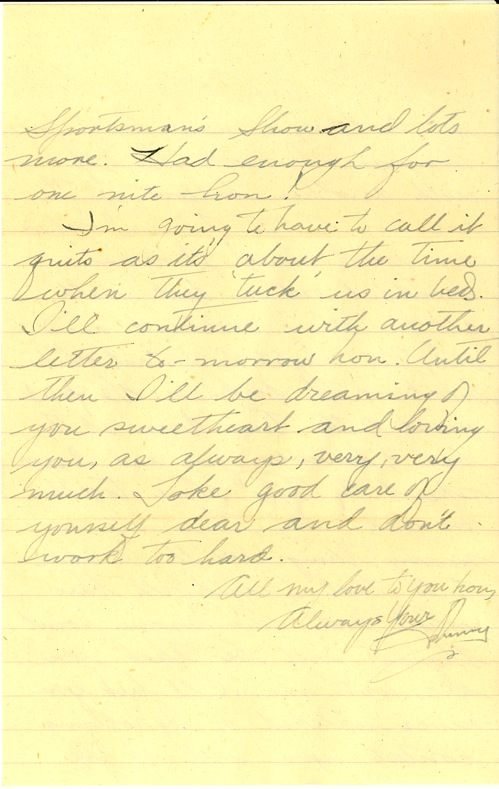 Sportsman's Show and lots
more. Had enough for
one nite hon!
I'm going to have to call it
quits as its about the time
when they "tuck" us in bed.
I'll continue with another
letter to-morrow hon. Until
then I'll be dreaming of
you sweetheart and loving
you, as always, very, very
much. Take good care of
yourself dear and don't
work too hard.
All my love to you hon,
Always Your